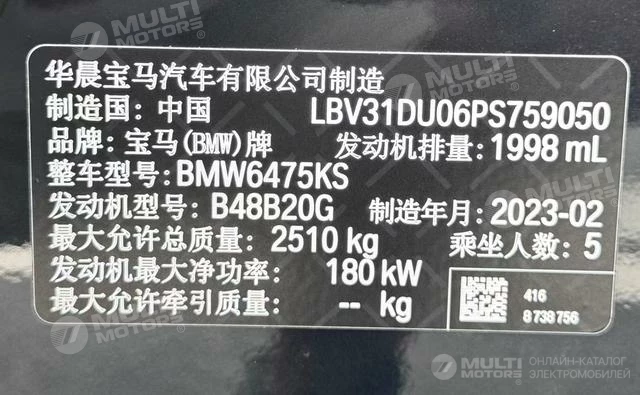 MULTI MOTORS
华晨宝马汽车有限公司制造
制造国: 中国 LBV31DU06PS759050
品牌: 宝马(BMW)牌 发动机排量: 1998 mL
整车型号: BMW6475KS
发动机型号: B48B20G 制造年月: 2023-02
最大允许总质量: 2510 kg 乘坐人数: 5
发动机最大净功率: 180 kW
最大允许牵引质量: -- kg
416
8 738 756
MULTI MOTORS ОНЛАЙН-КАТАЛОГ ЭЛЕКТРОМОБИЛЕЙ